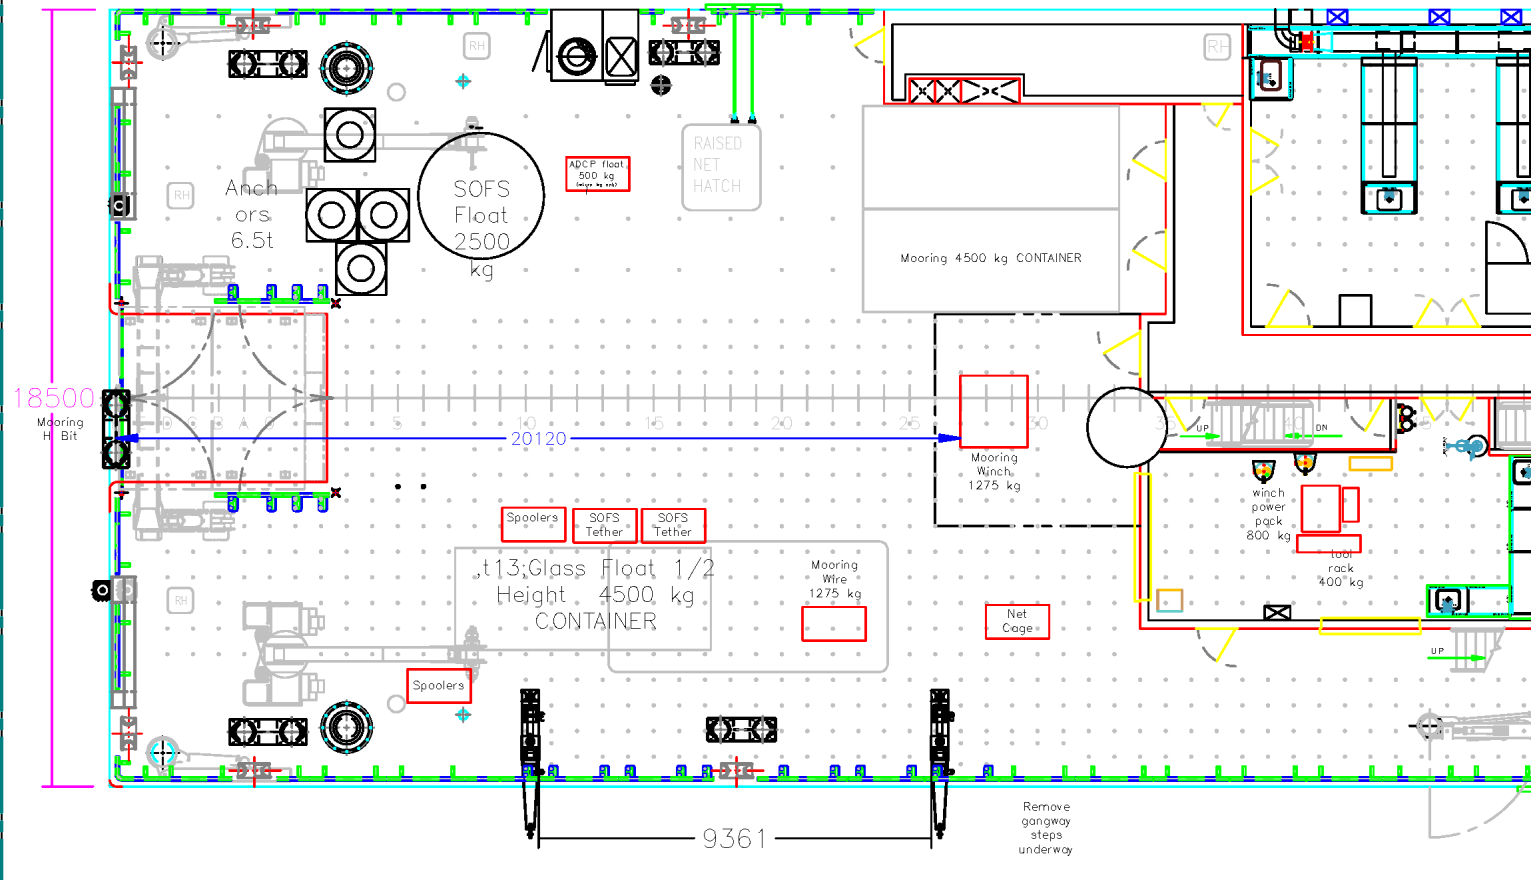 RH
RH
RAISED
NET
HATCH
ADCP float
500 kg
RH
Anch
ors
6.5t
SOFS
Float
2500
kg
Mooring 4500 kg CONTAINER
18500
Mooring
H Bit
A
5
10
15
20
25
30
35
40
45
UP
DN
20120
Mooring
Winch
1275 kg
winch
power
pack
800 kg
tool
rack
400 kg
Spoolers
SOFS
Tether
SOFS
Tether
,t13;Glass Float 1/2
Height 4500 kg
CONTAINER
Mooring
Wire
1275 kg
RH
Net
Cage
UP
Spoolers
9361
Remove
gangway
steps
underway